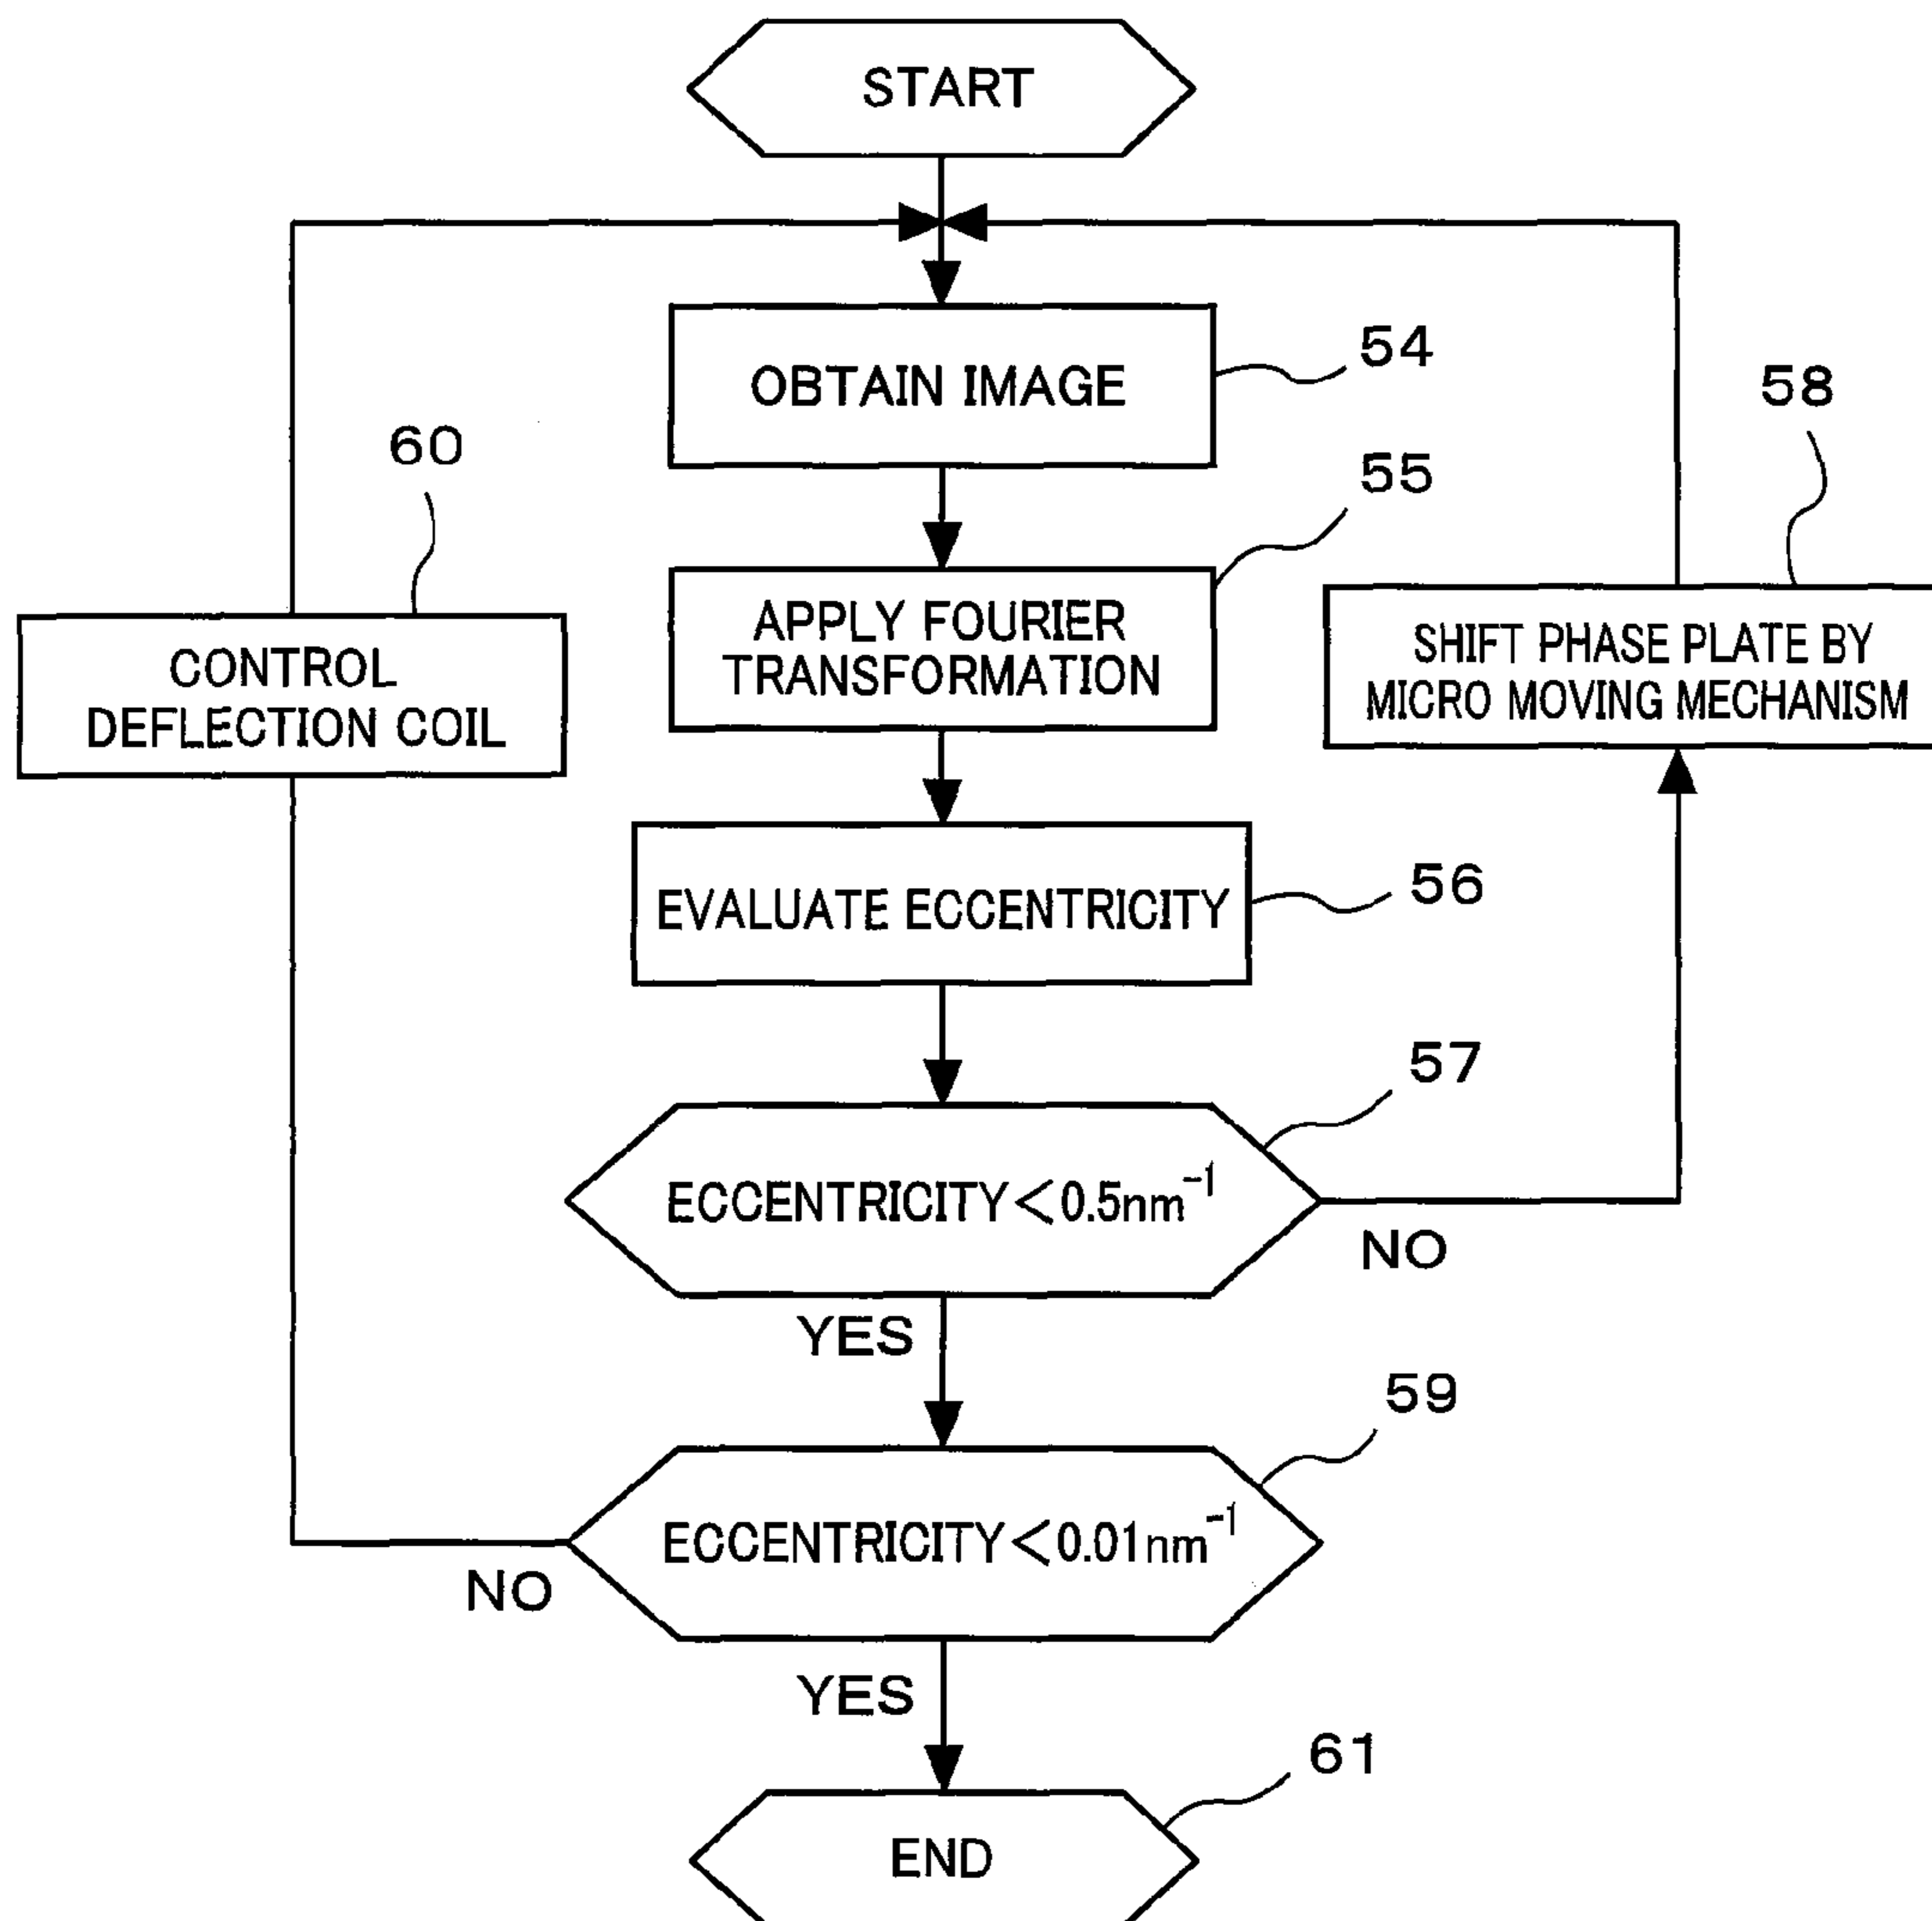 START
OBTAIN IMAGE
54
58
60
55
APPLY FOURIER
TRANSFORMATION
CONTROL
DEFLECTION COIL
SHIFT PHASE PLATE BY
MICRO MOVING MECHANISM
EVALUATE ECCENTRICITY
56
57
ECCENTRICITY<0.5nm⁻¹
NO
YES
59
ECCENTRICITY<0.01nm⁻¹
NO
YES
61
END